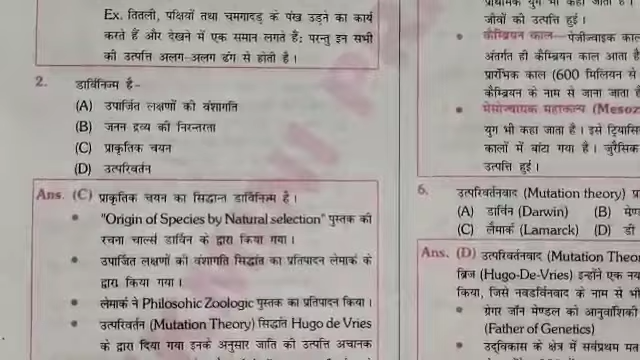 Ex. तितली, पक्षियों तथा चमगादड़ के पंख उड़ने का कार्य
करते हैं और देखने में एक समान लगते हैं; परन्तु इन सभी
की उत्पत्ति अलग-अलग ढंग से होती है।
2. डार्विनिज्म है–
(A) उपार्जित लक्षणों की वंशागति
(B) जनन द्रव्य की निरन्तरता
(C) प्राकृतिक चयन
(D) उत्परिवर्तन
Ans. (C) प्राकृतिक चयन का सिद्धान्त डार्विनिज्म है।
• "Origin of Species by Natural selection" पुस्तक की
रचना चार्ल्स डार्विन के द्वारा किया गया।
• उपार्जित लक्षणों की वंशागति सिद्धांत का प्रतिपादन लेमार्क के
द्वारा किया गया।
• लेमार्क ने Philosohic Zoologic पुस्तक का प्रतिपादन किया।
• उत्परिवर्तन (Mutation Theory) सिद्धांत Hugo de Vries
के द्वारा दिया गया इनके अनुसार जाति की उत्पत्ति अचानक
प्राथमिक युग भी कहा जाता है।
जीवों की उत्पत्ति हुई।
• कैम्ब्रियन काल–पेंजीज्वाइक
अंतर्गत ही कैम्ब्रियन काल आता है
प्रारंभिक काल (600 मिलियन से
कैम्ब्रियन के नाम से जाना जाता
• मेसोज्वायक महाकल्प (Mesoz
युग भी कहा जाता है। इसे
कालों में बांटा गया है। जुरैसिक
उत्पत्ति हुई।
6. उत्परिवर्तनवाद (Mutation theory)
(A) डार्विन (Darwin) (B)
(C) लैमार्क (Lamarck) (D) डी
Ans. (D) उत्परिवर्तनवाद (Mutation Theor
ब्रिज (Hugo-De-Vries) इन्होंने एक
किया, जिसे नवडार्विनवाद के नाम से
• ग्रेगर जॉन मेण्डल को आनुवांशिकी
(Father of Genetics)
• उद्विकास के क्षेत्र में सर्वप्रथम मत